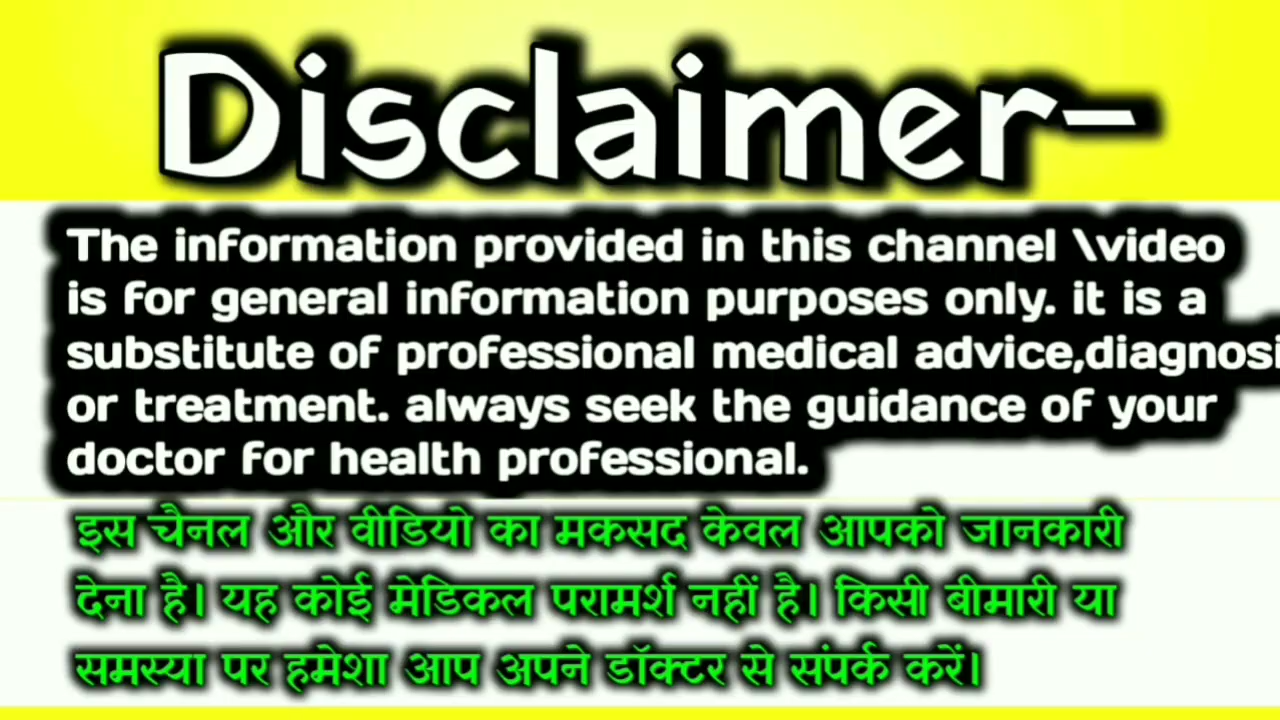 Disclaimer-
The information provided in this channel \video
is for general information purposes only. it is a
substitute of professional medical advice,diagnosi
or treatment. always seek the guidance of your
doctor for health professional.
इस चैनल और वीडियो का मकसद केवल आपको जानकारी
देना है। यह कोई मेडिकल परामर्श नहीं है। किसी बीमारी या
समस्या पर हमेशा आप अपने डॉक्टर से संपर्क करें।